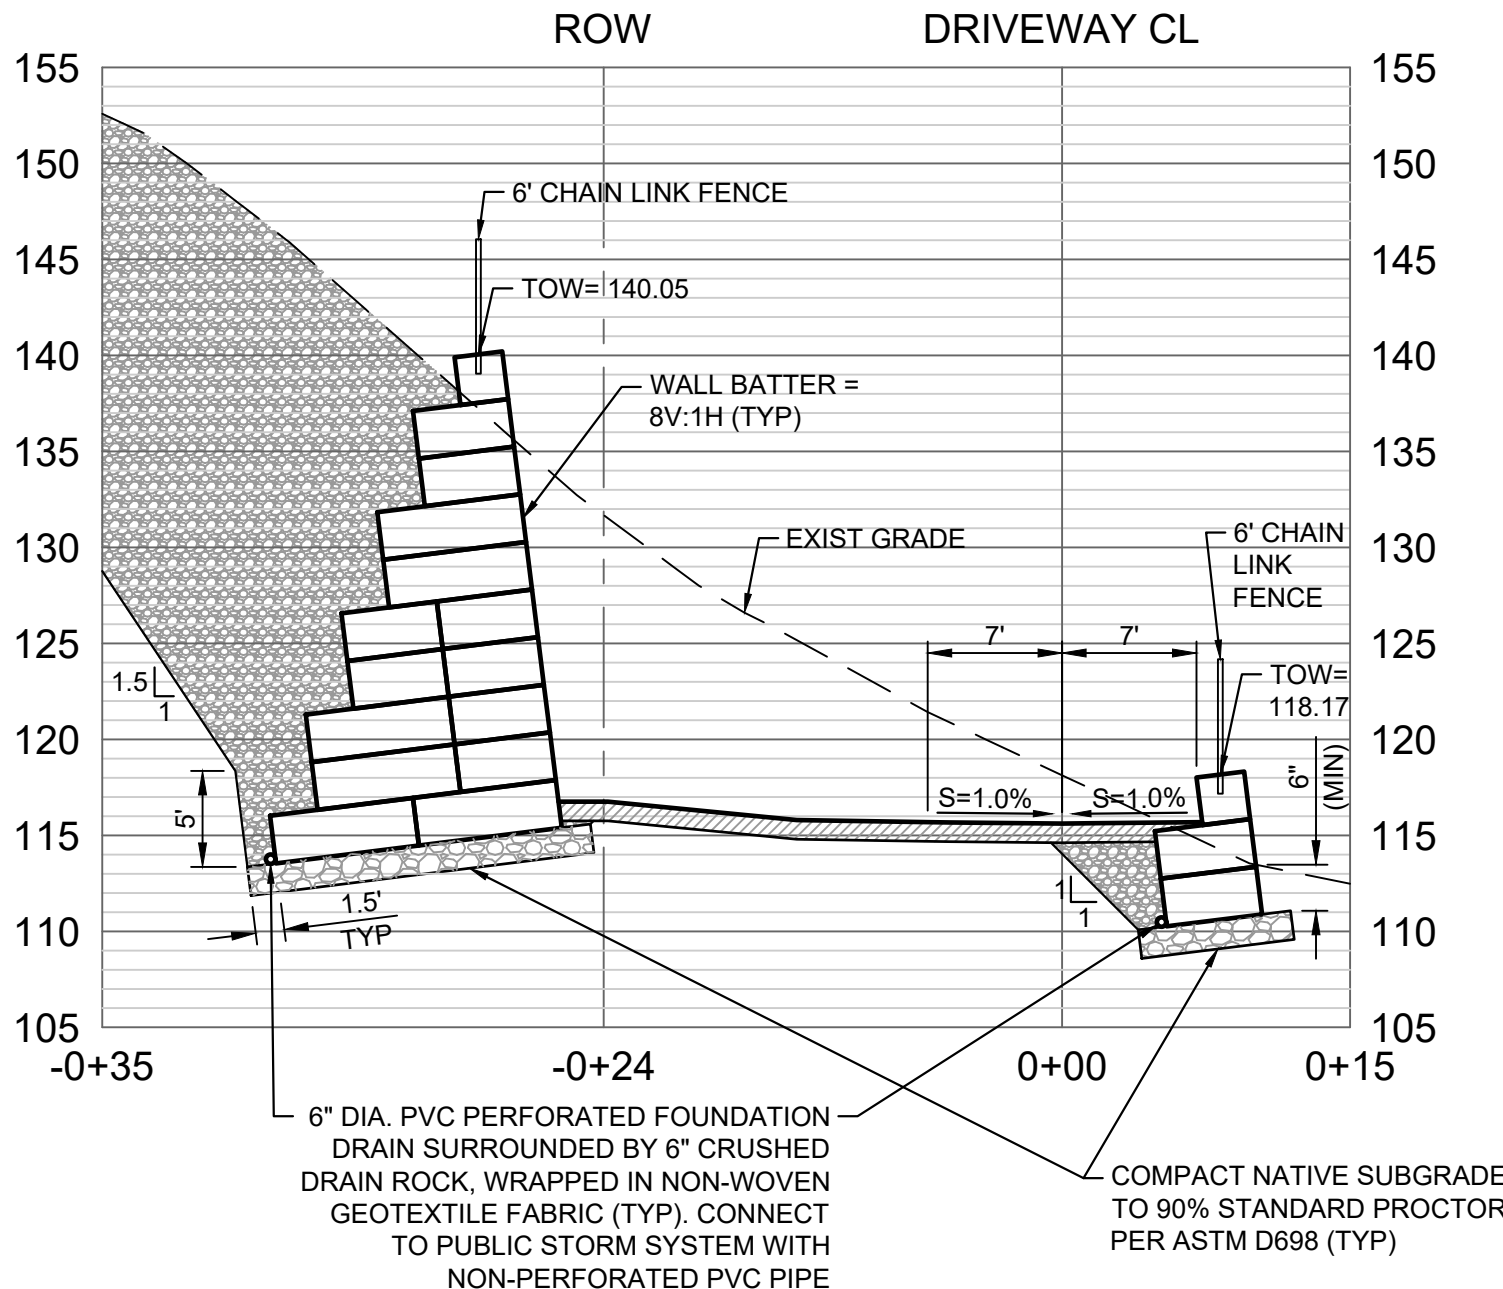 ROW
DRIVEWAY CL
155
155
150
150
6' CHAIN LINK FENCE
145
145
TOW= 140.05
140
140
WALL BATTER =
8V:1H (TYP)
135
135
130
130
EXIST GRADE
6' CHAIN
LINK
FENCE
125
125
7'
7'
1.5
1
TOW=
118.17
120
120
5'
S=1.0%
S=1.0%
6"
(MIN)
115
115
1.5'
TYP
1
1
110
110
105
105
-0+35
-0+24
0+00
0+15
6" DIA. PVC PERFORATED FOUNDATION
DRAIN SURROUNDED BY 6" CRUSHED
DRAIN ROCK, WRAPPED IN NON-WOVEN
GEOTEXTILE FABRIC (TYP). CONNECT
TO PUBLIC STORM SYSTEM WITH
NON-PERFORATED PVC PIPE
COMPACT NATIVE SUBGRADE
TO 90% STANDARD PROCTOR
PER ASTM D698 (TYP)